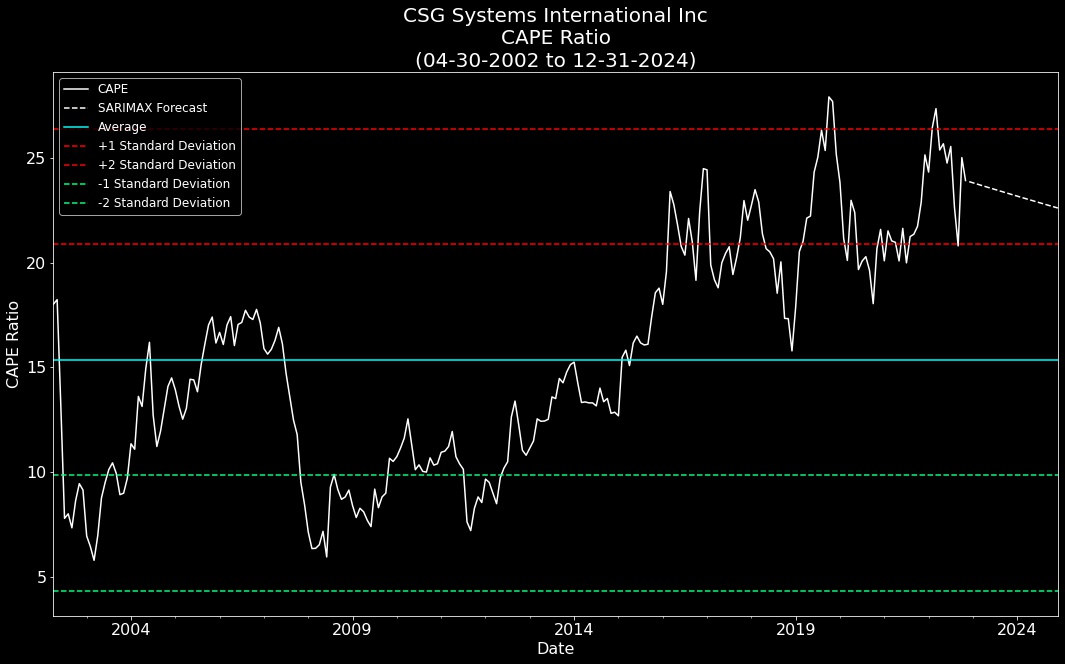 CSG Systems International Inc
CAPE Ratio
(04-30-2002 to 12-31-2024)
CAPE
SARIMAX Forecast
Average
+1 Standard Deviation
+2 Standard Deviation
-1 Standard Deviation
-2 Standard Deviation
CAPE Ratio
25
20
15
10
5
2004
2009
2014
2019
2024
Date